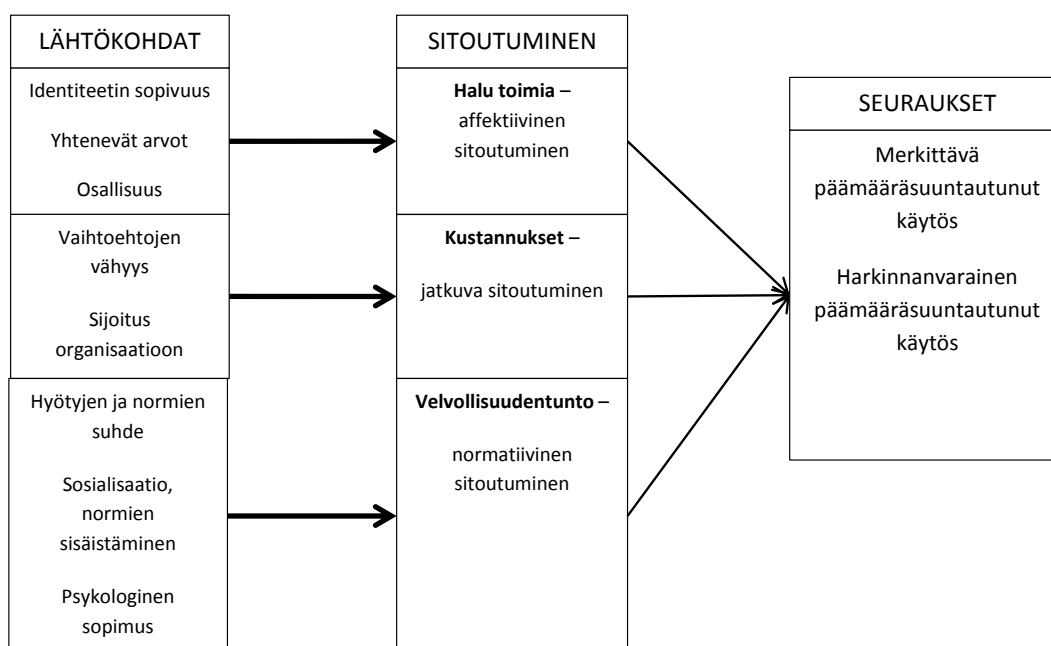 LÄHTÖKOHDAT
Identiteetin sopivuus
Yhtenevät arvot
Osallisuus
Vaihtoehtojen
vähyys
Sijoitus
organisaatioon
Hyötyjen ja normien
suhde
Sosialisaatio,
normien
sisäistäminen
Psykologinen
sopimus
SITOUTUMINEN
Halu toimia –
affektiivinen
sitoutuminen
Kustannukset –
jatkuva sitoutuminen
Velvollisuudentunto –
normatiivinen
sitoutuminen
SEURAUKSET
Merkittävä
päämääräsuuntautunut
käytös
Harkinnanvarainen
päämääräsuuntautunut
käytös